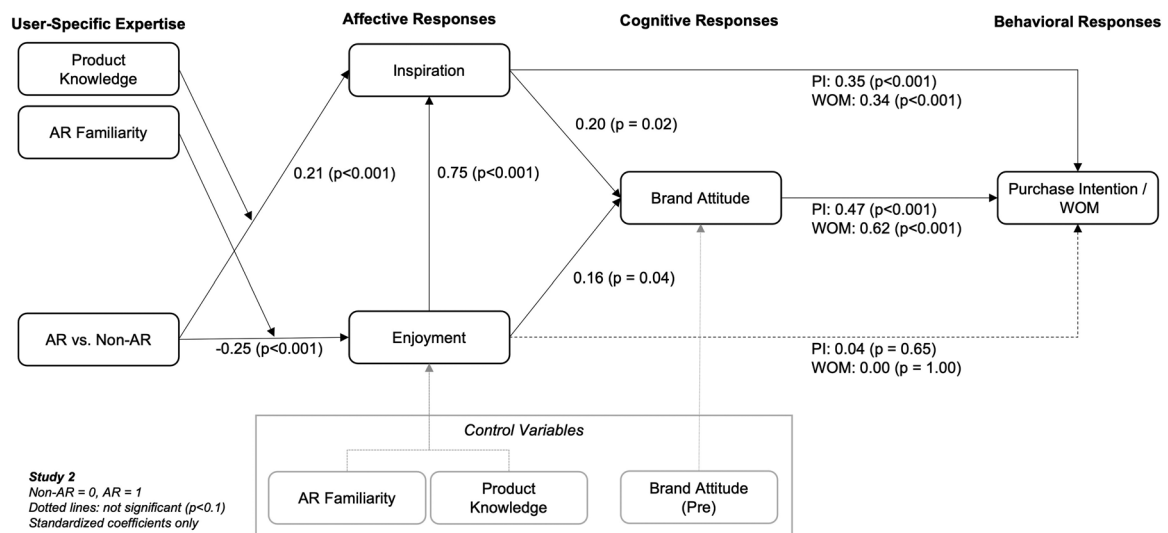 User-Specific Expertise
Affective Responses
Cognitive Responses
Behavioral Responses
Product
Knowledge
AR Familiarity
AR vs. Non-AR
Inspiration
Enjoyment
Brand Attitude
Purchase Intention /
WOM
0.21 (p<0.001)
0.75 (p<0.001)
-0.25 (p<0.001)
0.20 (p = 0.02)
0.16 (p = 0.04)
PI: 0.35 (p<0.001)
WOM: 0.34 (p<0.001)
PI: 0.47 (p<0.001)
WOM: 0.62 (p<0.001)
PI: 0.04 (p = 0.65)
WOM: 0.00 (p = 1.00)
Control Variables
AR Familiarity
Product
Knowledge
Brand Attitude
(Pre)
Study 2
Non-AR = 0, AR = 1
Dotted lines: not significant (p<0.1)
Standardized coefficients only